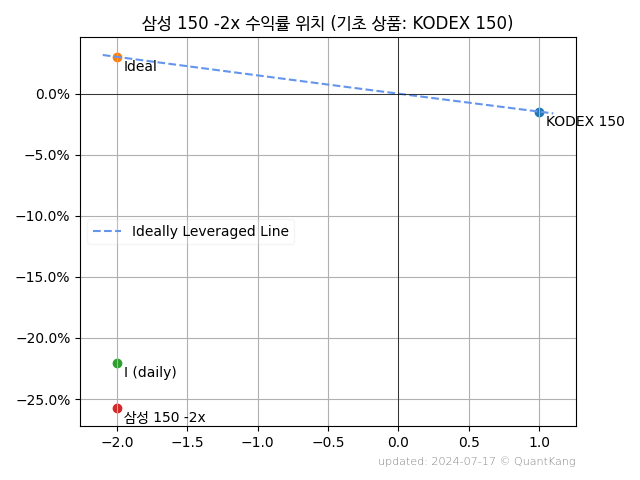 삼성 150 -2x 수익률 위치 (기초 상품: KODEX 150)
Ideal
0.0%
KODEX 150
−5.0%
−10.0%
Ideally Leveraged Line
−15.0%
−20.0%
I (daily)
−25.0%
삼성 150 -2x
−2.0 −1.5 −1.0 −0.5 0.0 0.5 1.0
updated: 2024-07-17 © QuantKang